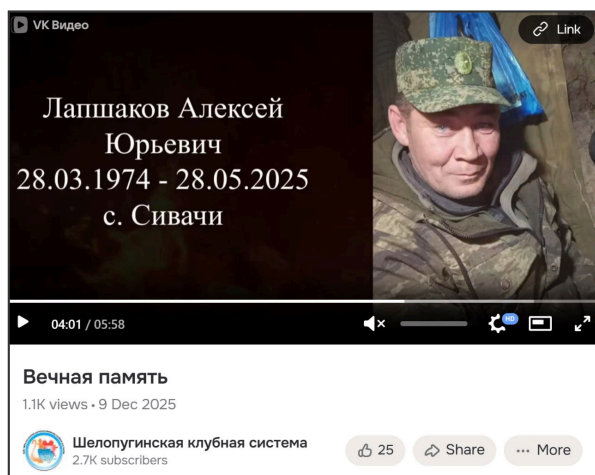 VK Видео
Link
Лапшаков Алексей
Юрьевич
28.03.1974 - 28.05.2025
с. Сивачи
04:01 / 05:58
HD
Вечная память
1.1K views • 9 Dec 2025
Шелопугинская клубная система
2.7K subscribers
25
Share
More